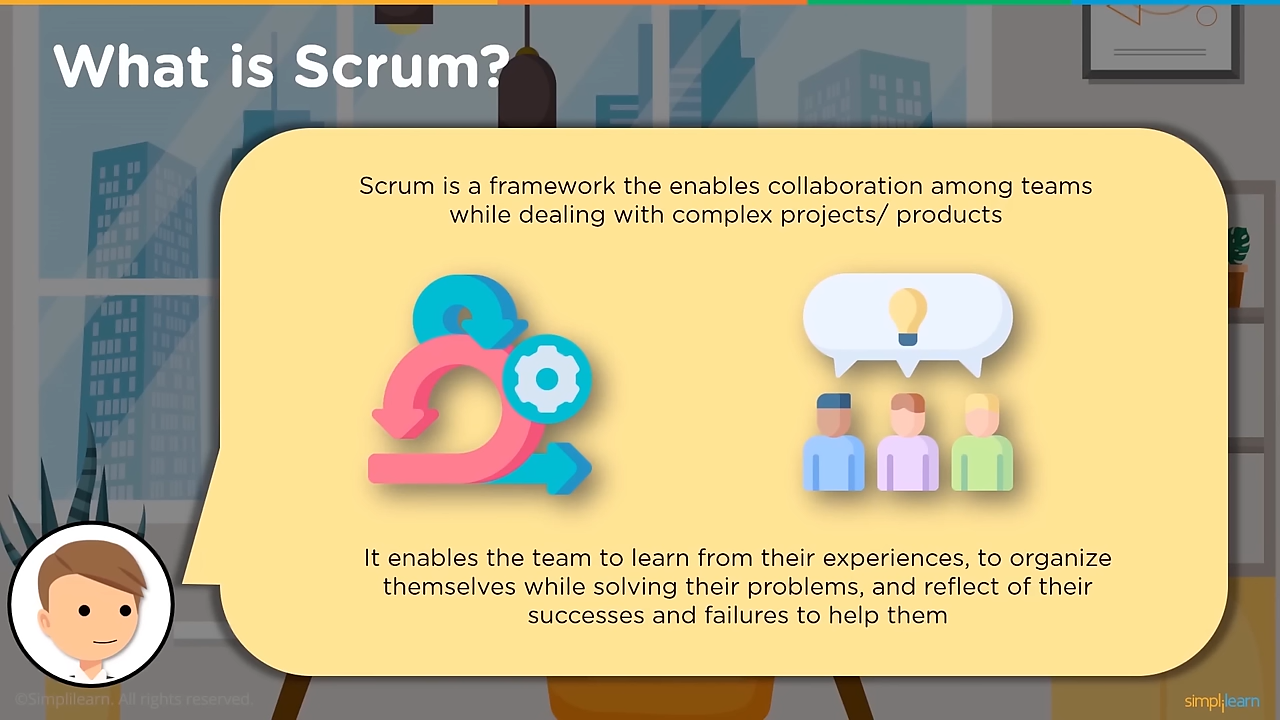 What is Scrum?
Scrum is a framework the enables collaboration among teams
while dealing with complex projects/ products
It enables the team to learn from their experiences, to organize
themselves while solving their problems, and reflect of their
successes and failures to help them
©Simplilearn. All rights reserved.
simplilearn